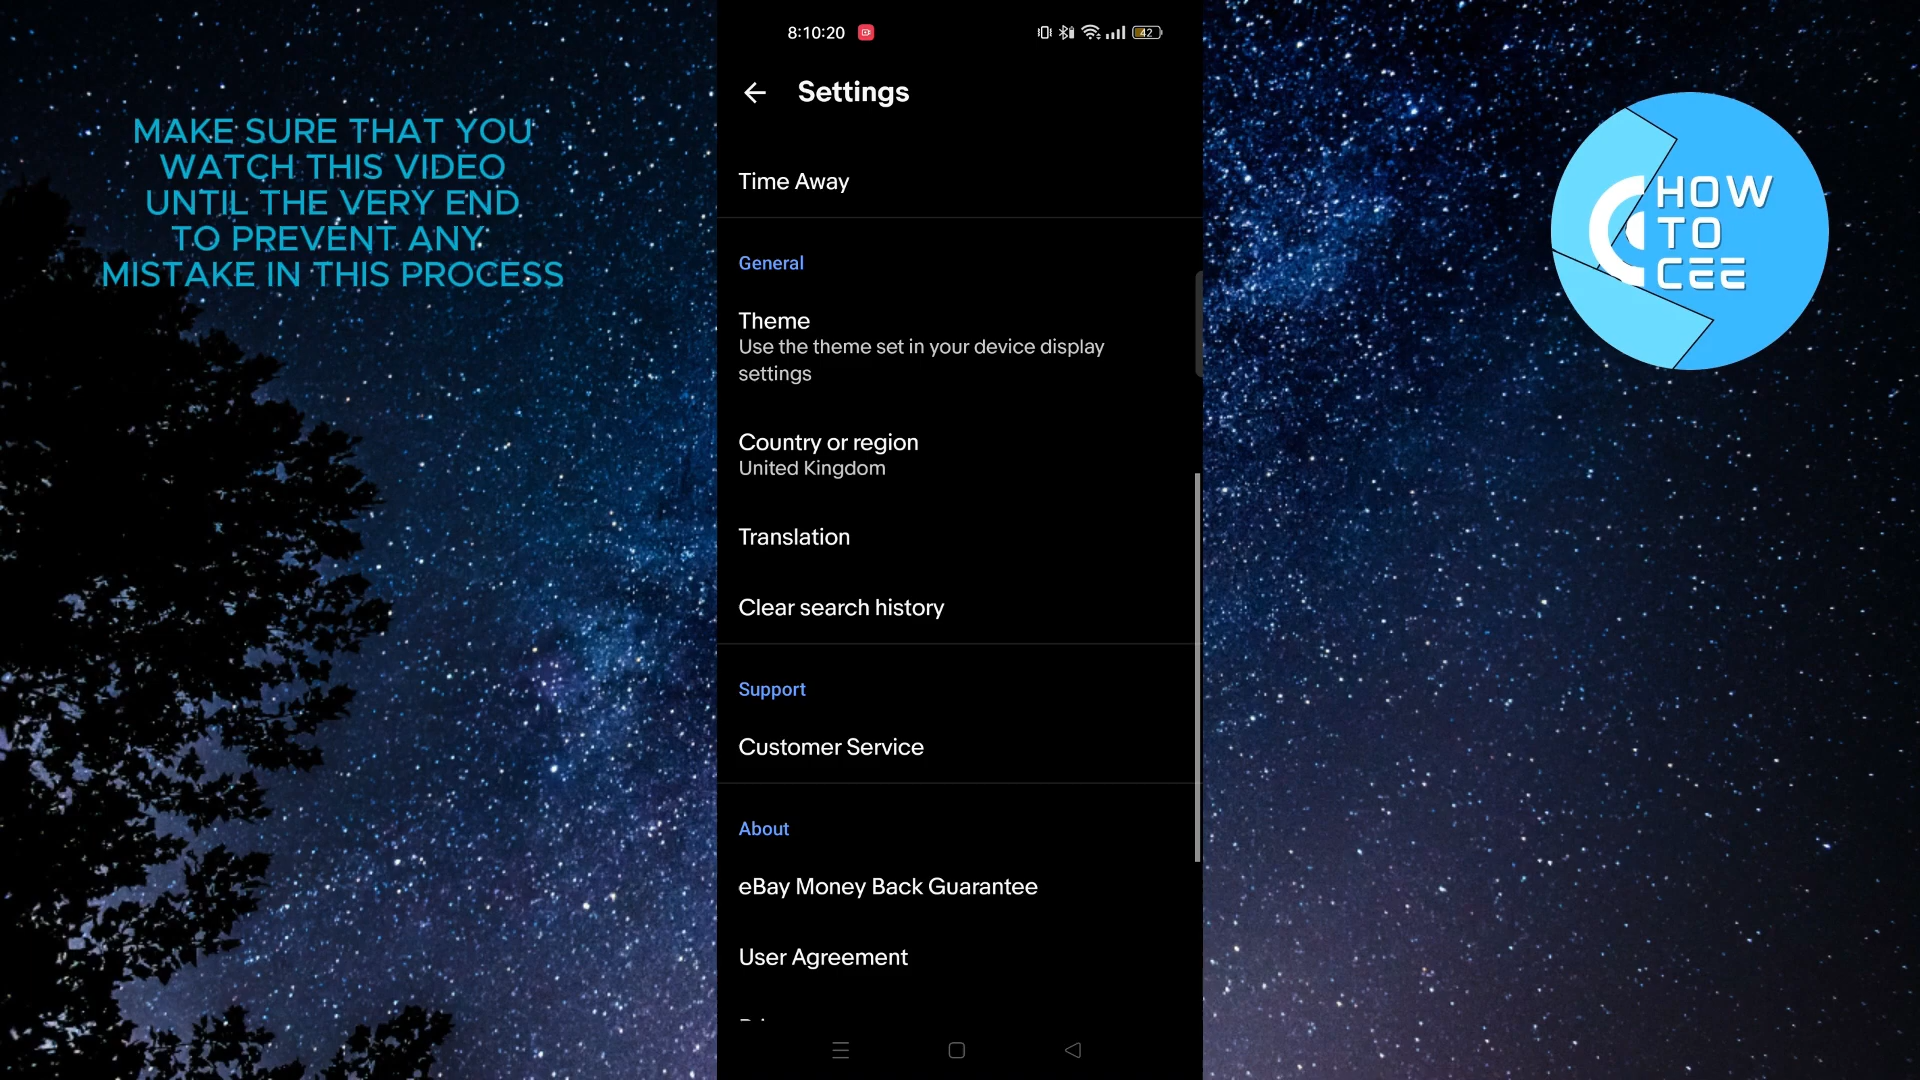 MAKE SURE THAT YOU
WATCH THIS VIDEO
UNTIL THE VERY END
TO PREVENT ANY
MISTAKE IN THIS PROCESS
8:10:20
42
Settings
Time Away
General
Theme
Use the theme set in your device display
settings
Country or region
United Kingdom
Translation
Clear search history
Support
Customer Service
About
eBay Money Back Guarantee
User Agreement
HOW
TO
CEE